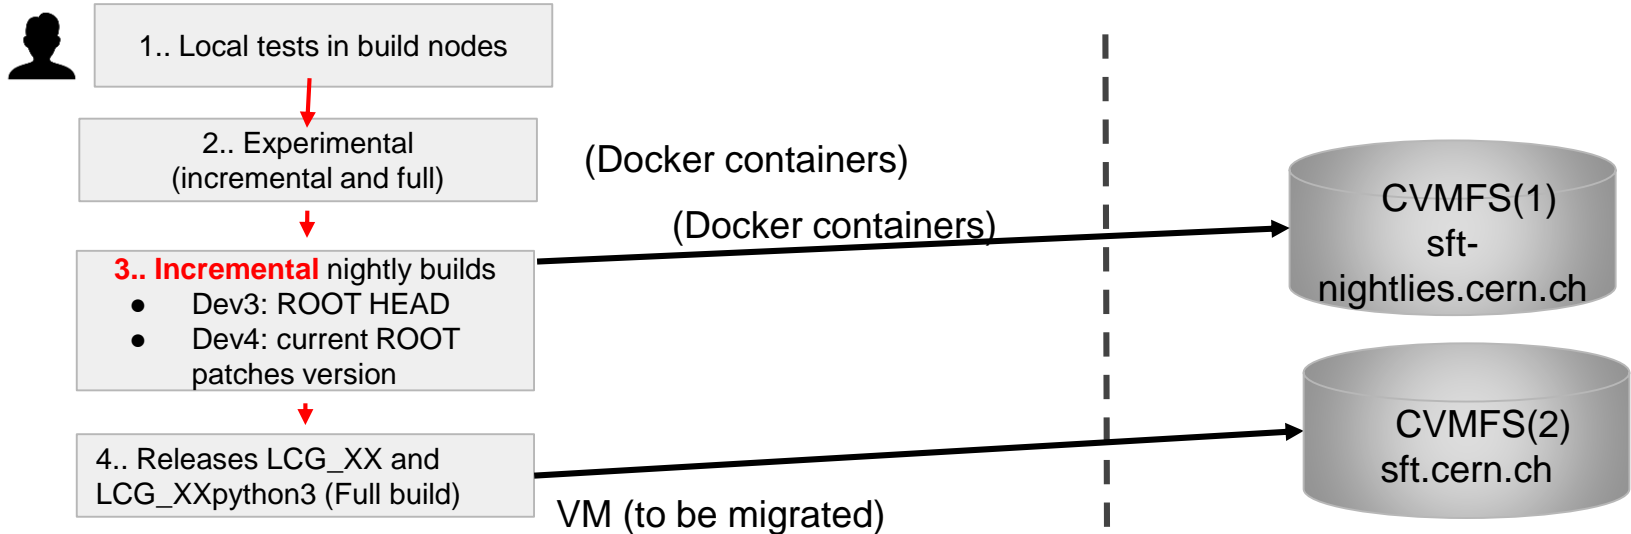 1.. Local tests in build nodes
2.. Experimental
(incremental and full)
(Docker containers)
(Docker containers)
3.. Incremental nightly builds
● Dev3: ROOT HEAD
● Dev4: current ROOT
patches version
4.. Releases LCG_XX and
LCG_XXpython3 (Full build)
VM (to be migrated)
CVMFS(1)
sft-
nightlies.cern.ch
CVMFS(2)
sft.cern.ch